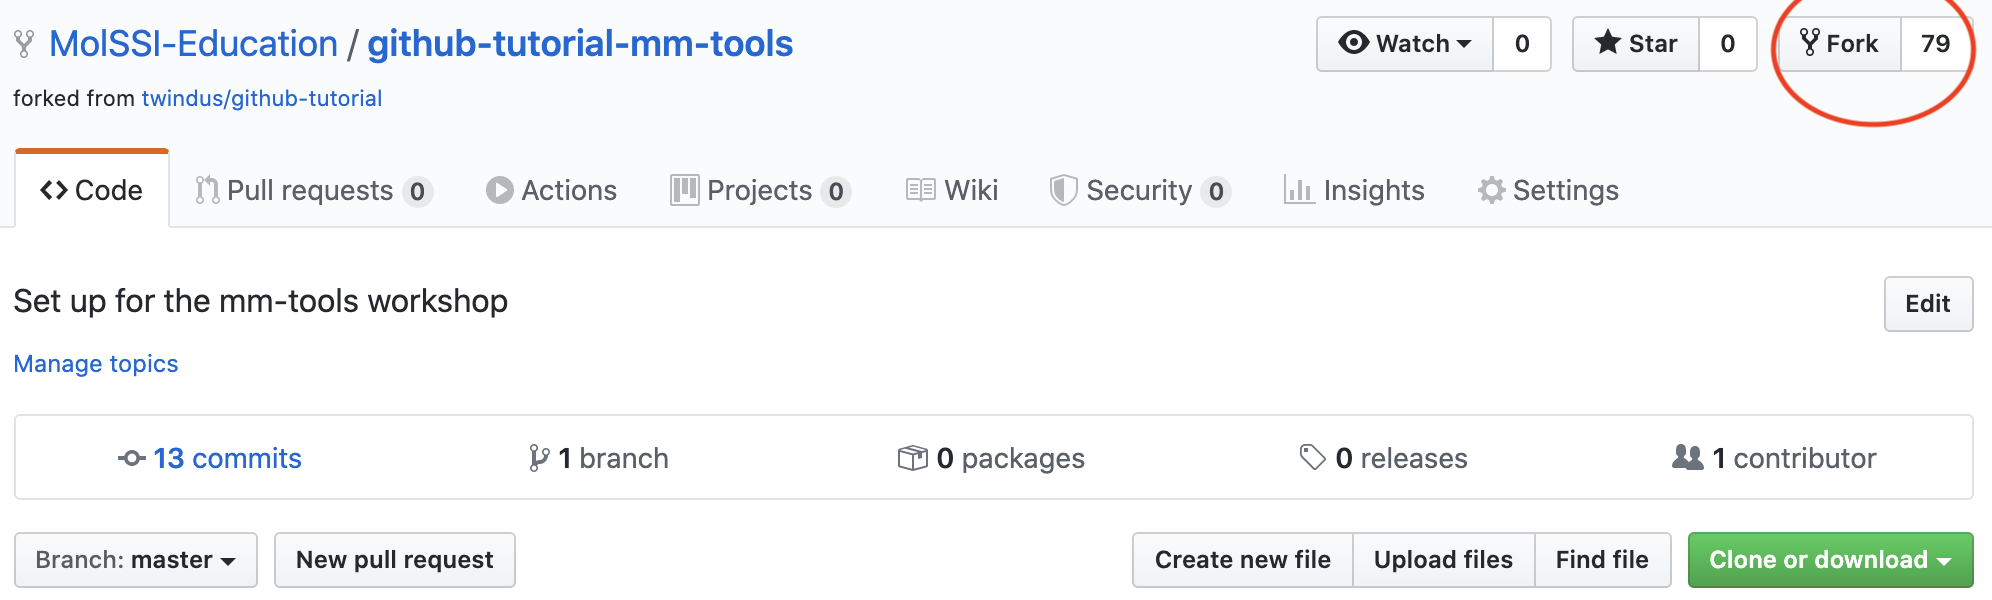 MolSSI-Education / github-tutorial-mm-tools Watch 0 Star 0 Fork 79
forked from twindus/github-tutorial
Code Pull requests 0 Actions Projects 0 Wiki Security 0 Insights Settings
Set up for the mm-tools workshop Edit
Manage topics
13 commits 1 branch 0 packages 0 releases 1 contributor
Branch: master New pull request Create new file Upload files Find file Clone or download